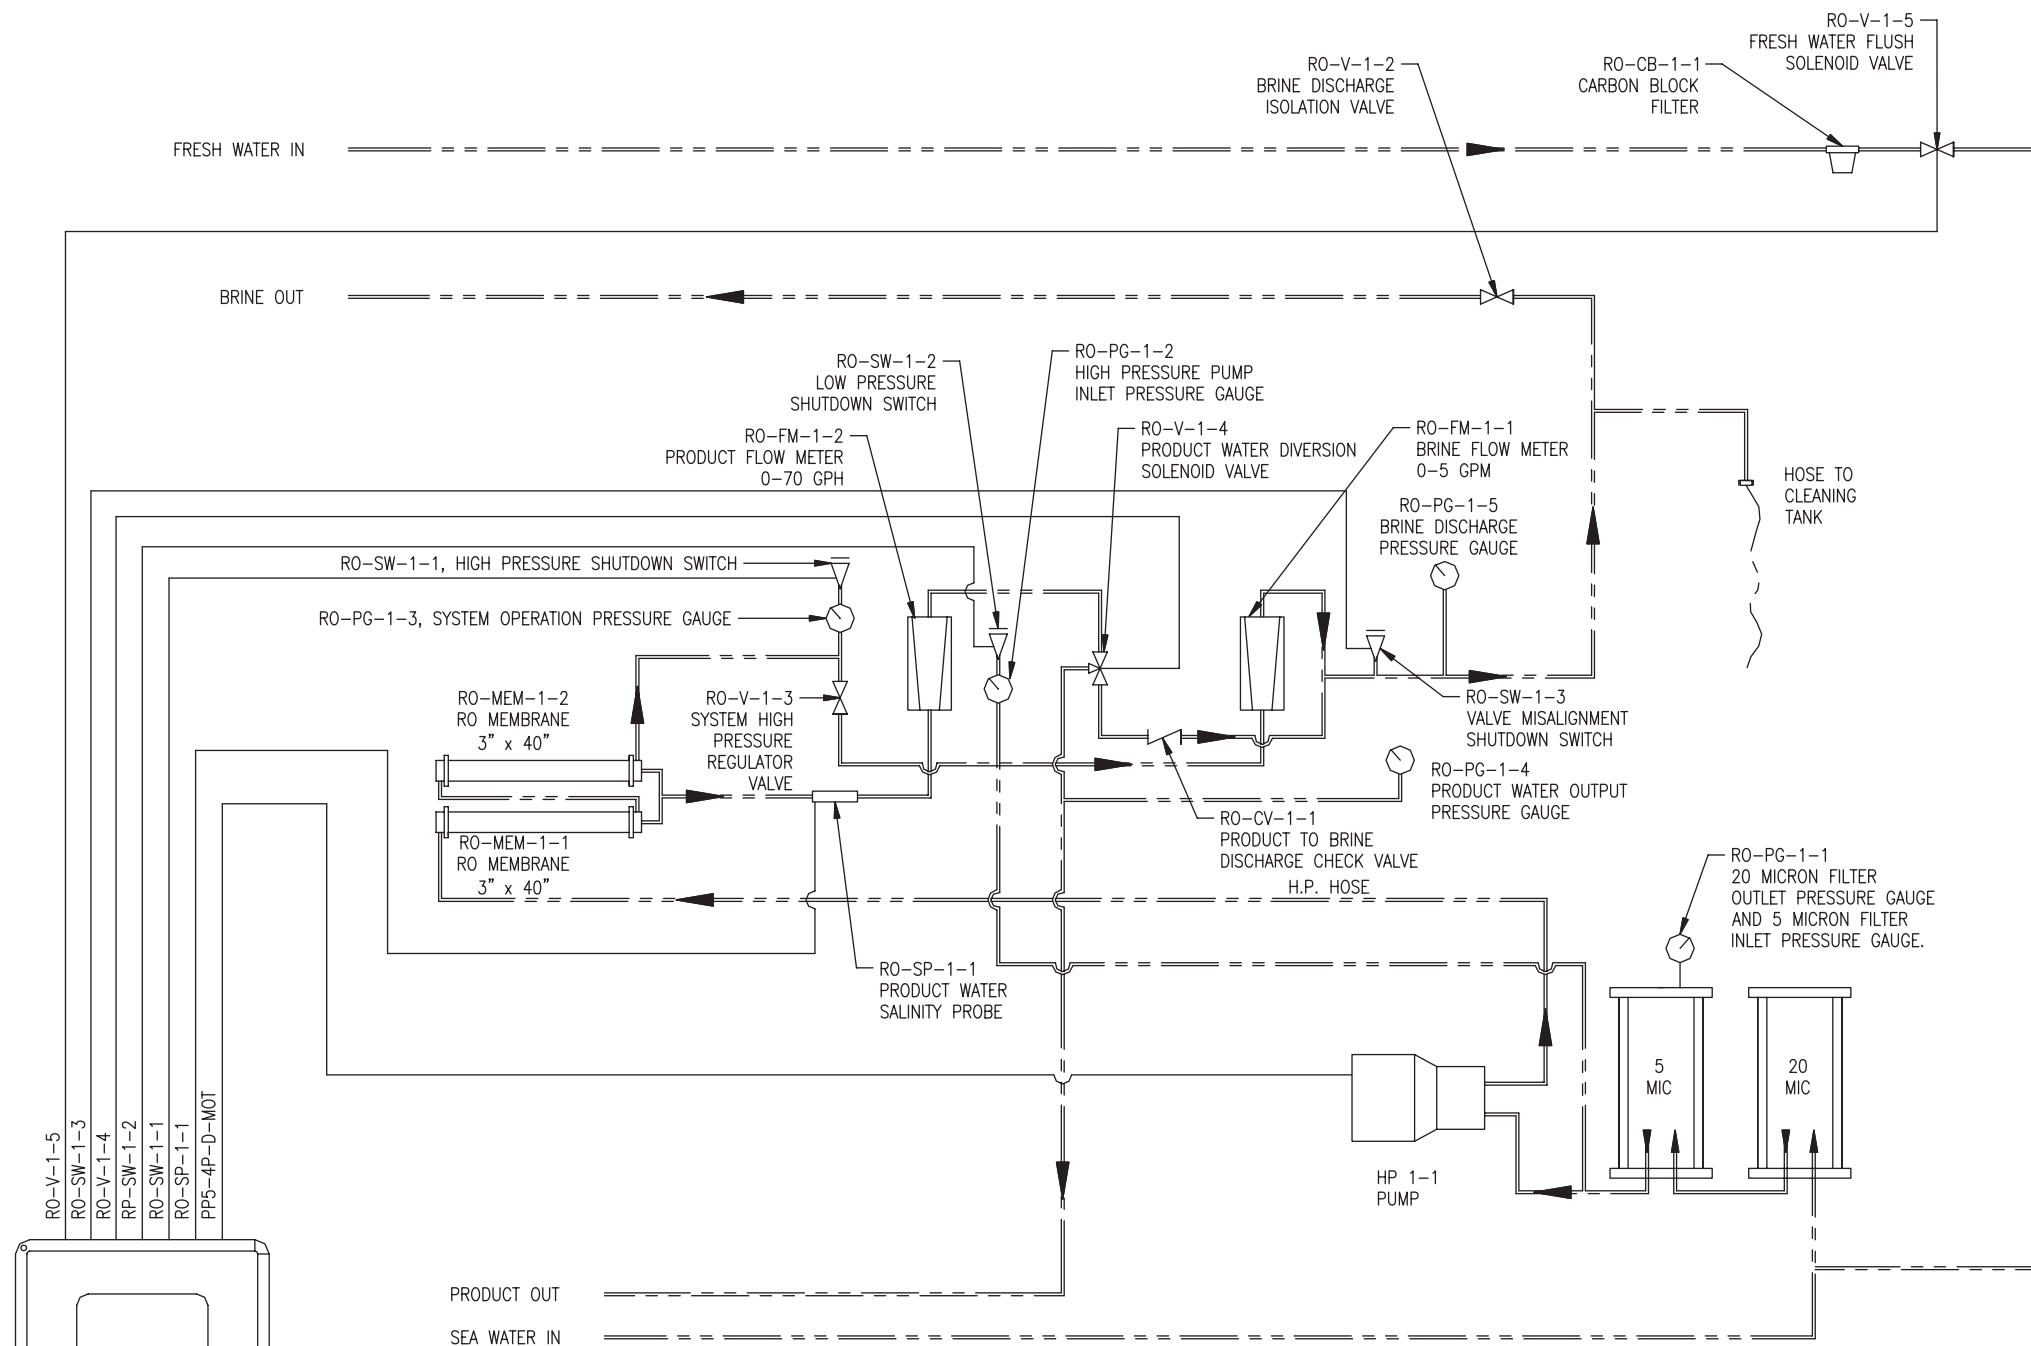 RO-V-1-5
FRESH WATER FLUSH
SOLENOID VALVE
RO-V-1-2
BRINE DISCHARGE
ISOLATION VALVE
RO-CB-1-1
CARBON BLOCK
FILTER
FRESH WATER IN
BRINE OUT
RO-SW-1-2
LOW PRESSURE
SHUTDOWN SWITCH
RO-PG-1-2
HIGH PRESSURE PUMP
INLET PRESSURE GAUGE
RO-FM-1-2
PRODUCT FLOW METER
0-70 GPH
RO-V-1-4
PRODUCT WATER DIVERSION
SOLENOID VALVE
RO-FM-1-1
BRINE FLOW METER
0-5 GPM
RO-PG-1-5
BRINE DISCHARGE
PRESSURE GAUGE
HOSE TO
CLEANING
TANK
RO-SW-1-1, HIGH PRESSURE SHUTDOWN SWITCH
RO-PG-1-3, SYSTEM OPERATION PRESSURE GAUGE
RO-MEM-1-2
RO MEMBRANE
3" x 40"
RO-V-1-3
SYSTEM HIGH
PRESSURE
REGULATOR
VALVE
RO-SW-1-3
VALVE MISALIGNMENT
SHUTDOWN SWITCH
RO-PG-1-4
PRODUCT WATER OUTPUT
PRESSURE GAUGE
RO-MEM-1-1
RO MEMBRANE
3" x 40"
RO-CV-1-1
PRODUCT TO BRINE
DISCHARGE CHECK VALVE
H.P. HOSE
RO-PG-1-1
20 MICRON FILTER
OUTLET PRESSURE GAUGE
AND 5 MICRON FILTER
INLET PRESSURE GAUGE.
RO-SP-1-1
PRODUCT WATER
SALINITY PROBE
5
MIC
20
MIC
HP 1-1
PUMP
RO-V-1-5
RO-SW-1-3
RO-V-1-4
RP-SW-1-2
RO-SW-1-1
RO-SP-1-1
PP5-4P-D-MOT
PRODUCT OUT
SEA WATER IN